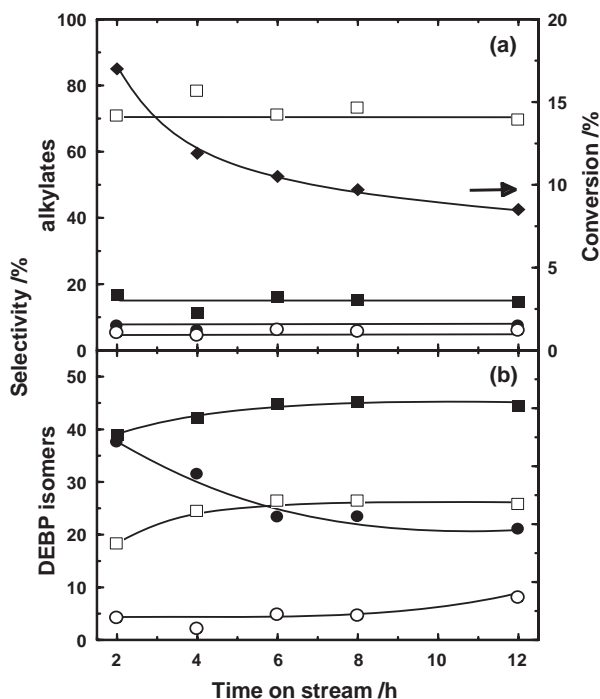 100
80
60
40
20
0
(a)
20
15
10
5
0
alkylates
Conversion /%
Selectivity /%
50
40
30
20
10
0
(b)
DEBP isomers
2 4 6 8 10 12
Time on stream /h